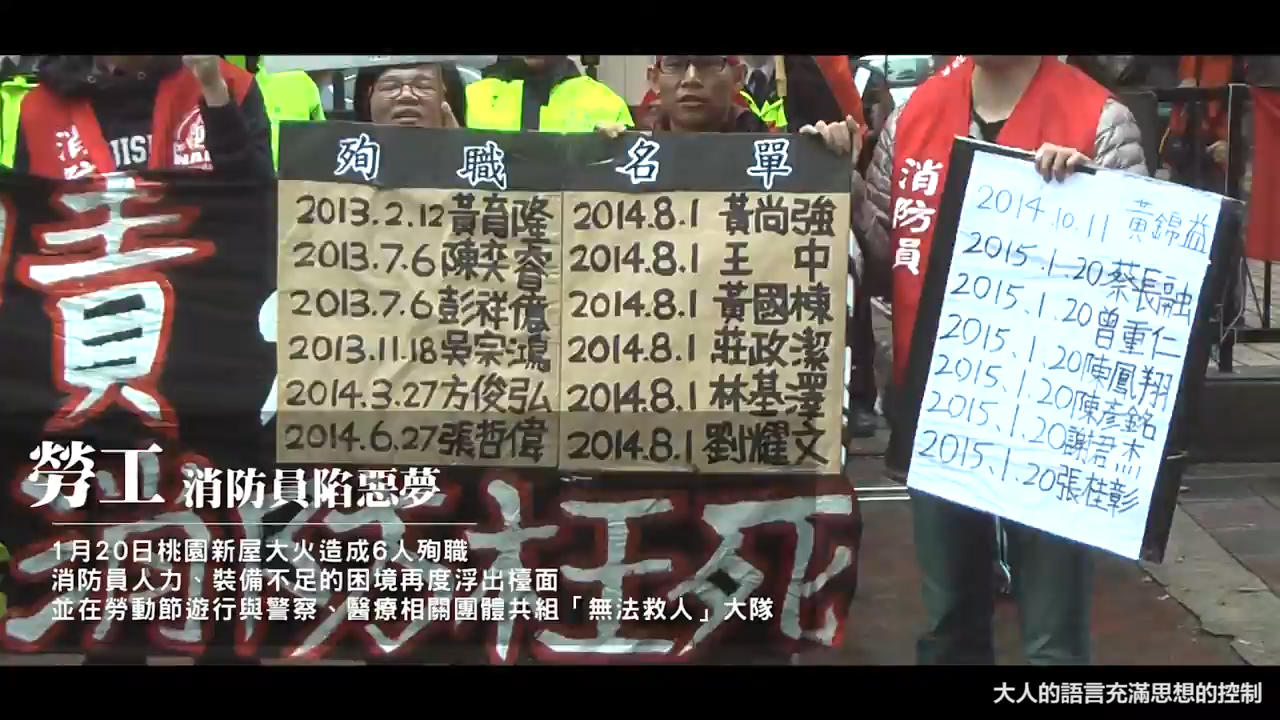 殉職名單
2013.2.12 黃育隆
2013.7.6 陳奕睿
2013.7.6 彭祥億
2013.11.18 吳宗鴻
2014.3.27 方俊弘
2014.6.27 張哲偉
2014.8.1 黃尚強
2014.8.1 王 中
2014.8.1 黃國棟
2014.8.1 莊政潔
2014.8.1 林基澤
2014.8.1 劉耀文
消防員
2014.10.11 黃錦益
2015.1.20 蔡長融
2015.1.20 曾重仁
2015.1.20 陳鳳翔
2015.1.20 陳彥銘
2015.1.20 謝君杰
2015.1.20 張桂彰
責
消防枉死
勞工 消防員陷惡夢
1月20日桃園新屋大火造成6人殉職
消防員人力、裝備不足的困境再度浮出檯面
並在勞動節遊行與警察、醫療相關團體共組「無法救人」大隊
大人的語言充滿思想的控制